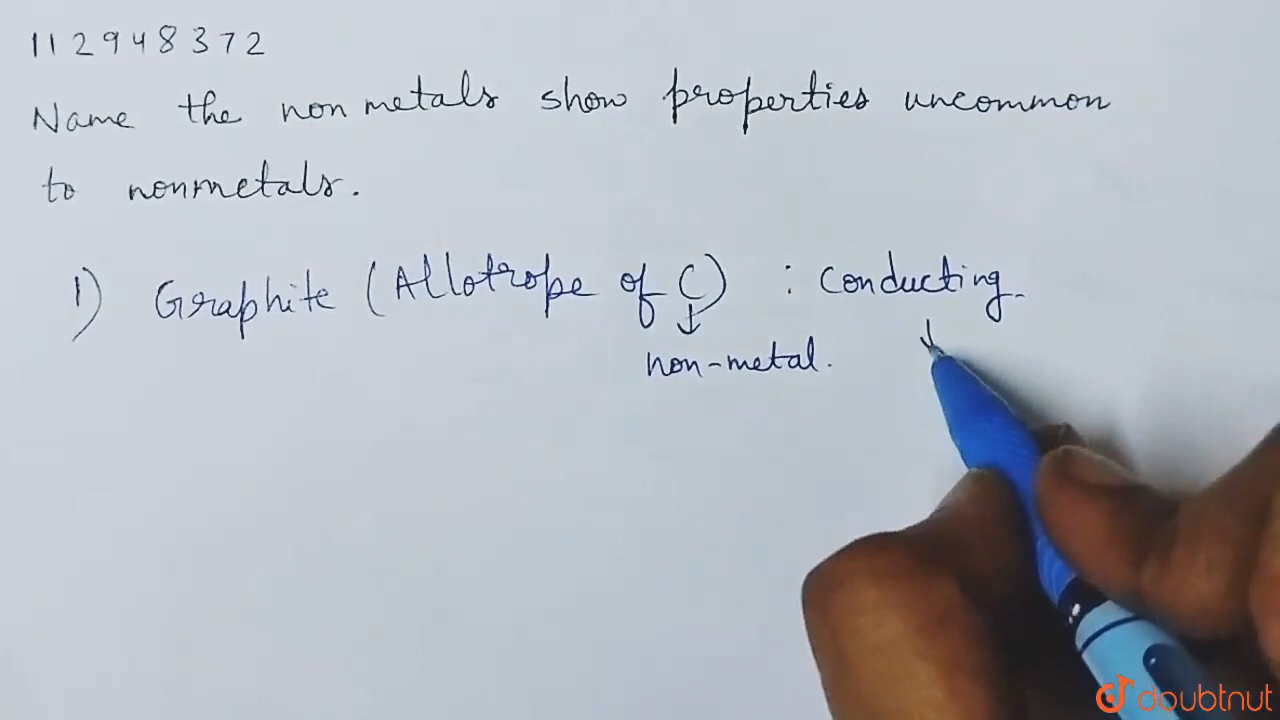 112948372
Name the non metals show properties uncommon
to nonmetals.
1) Graphite (Allotrope of C) : Conducting.
non-metal.
doubtnut